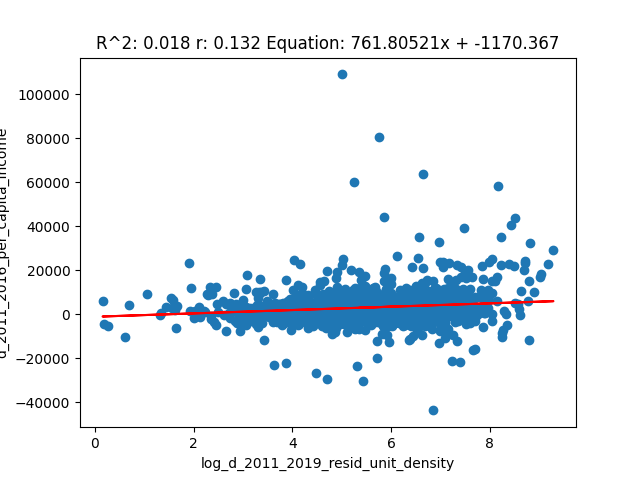 R^2: 0.018 r: 0.132 Equation: 761.80521x + -1170.367
100000
80000
60000
40000
20000
0
−20000
−40000
d_2011_2016_per_capita_income
0 2 4 6 8
log_d_2011_2019_resid_unit_density